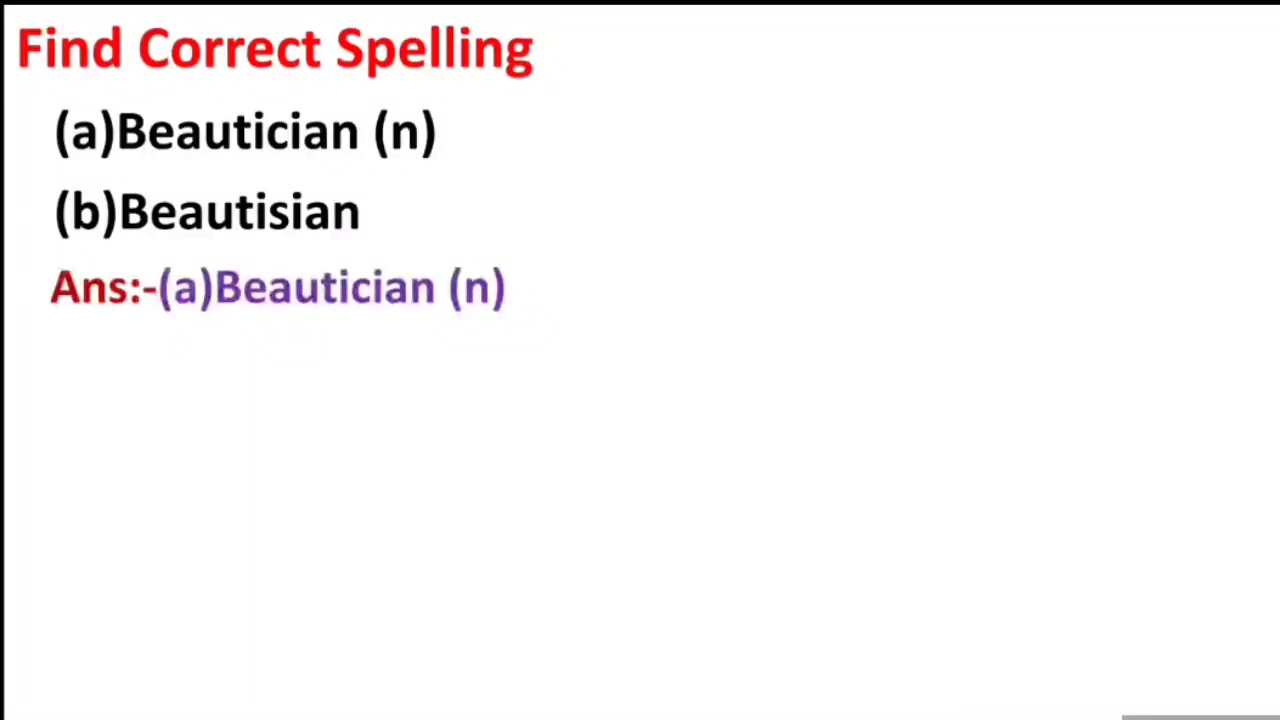 Find Correct Spelling
(a)Beautician (n)
(b)Beautisian
Ans:-(a)Beautician (n)